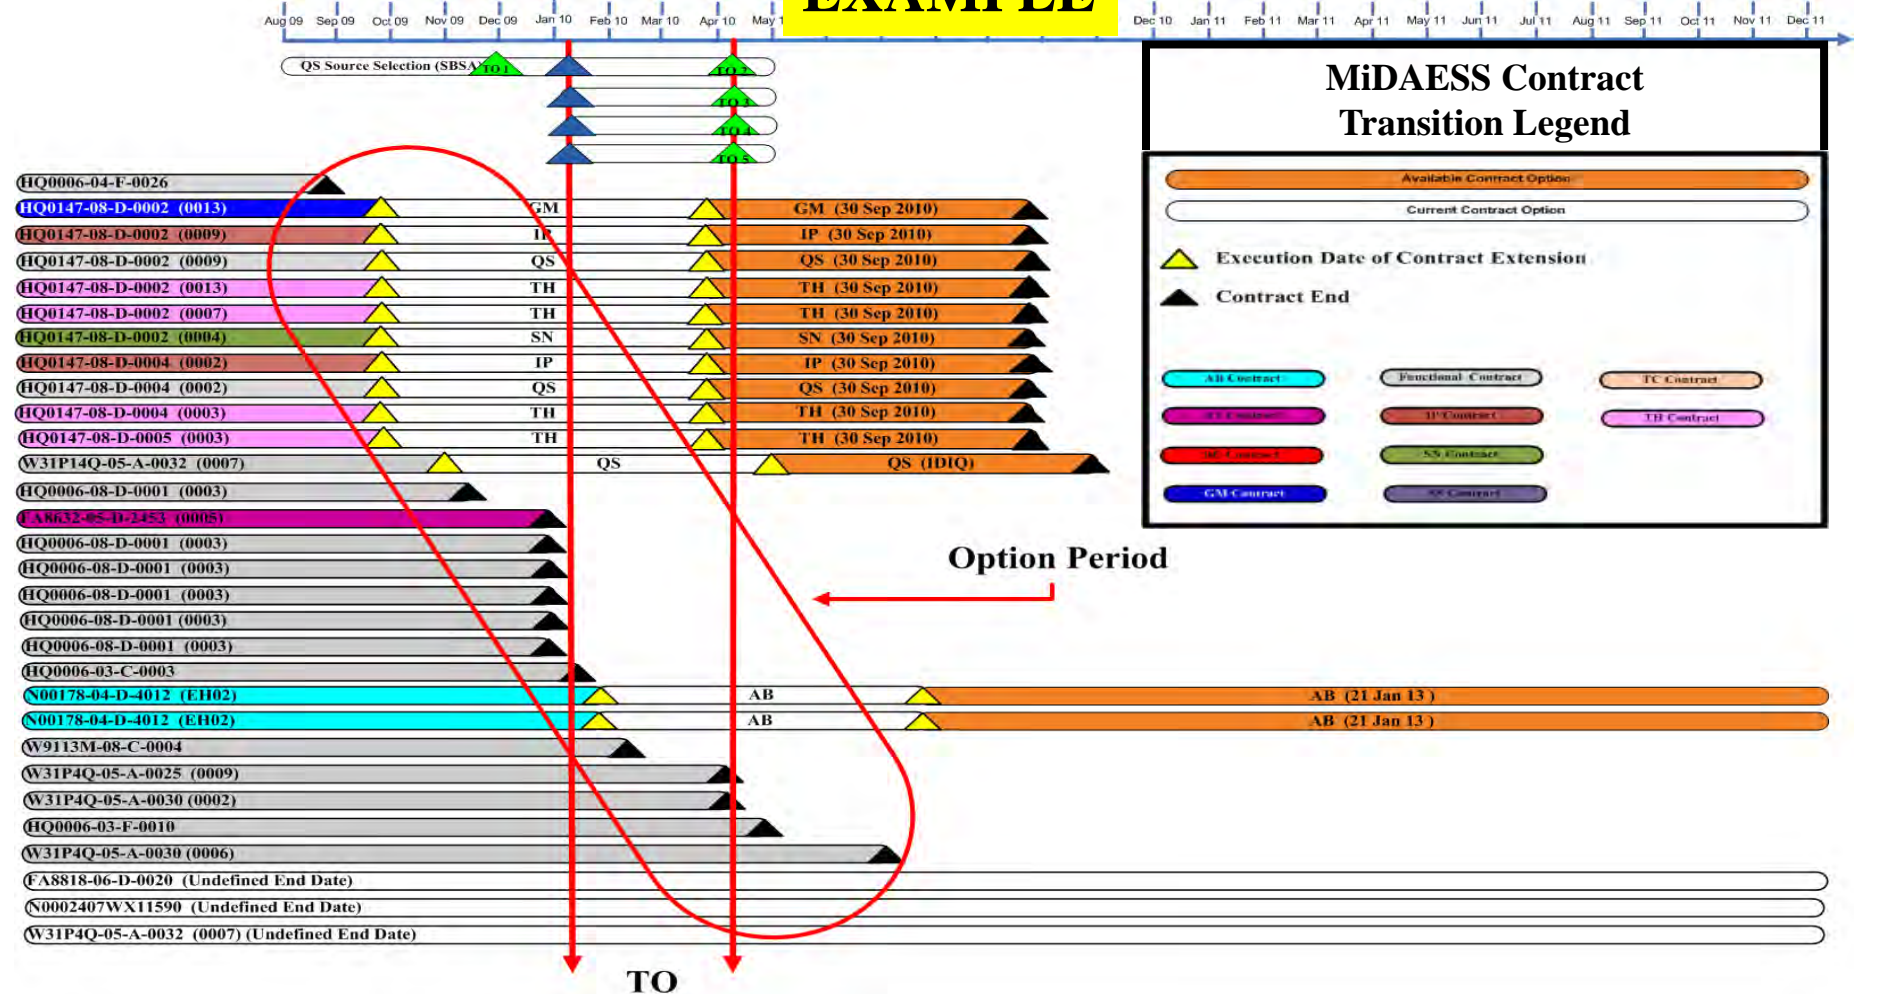 EXAMPLE
Aug 09 Sep 09 Oct 09 Nov 09 Dec 09 Jan 10 Feb 10 Mar 10 Apr 10 May 1 Dec 10 Jan 11 Feb 11 Mar 11 Apr 11 May 11 Jun 11 Jul 11 Aug 11 Sep 11 Oct 11 Nov 11 Dec 11
QS Source Selection (SBSA) TO 1 TO 2
TO 3
TO 4
TO 5
MiDAESS Contract
Transition Legend
Available Contract Option
Current Contract Option
Execution Date of Contract Extension
Contract End
AB Contract Functional Contract TC Contract
IP Contract TH Contract
SN Contract
GM Contract
HQ0006-04-F-0026
HQ0147-08-D-0002 (0013) GM GM (30 Sep 2010)
HQ0147-08-D-0002 (0009) IP IP (30 Sep 2010)
HQ0147-08-D-0002 (0009) QS QS (30 Sep 2010)
HQ0147-08-D-0002 (0013) TH TH (30 Sep 2010)
HQ0147-08-D-0002 (0007) TH TH (30 Sep 2010)
HQ0147-08-D-0002 (0004) SN SN (30 Sep 2010)
HQ0147-08-D-0004 (0002) IP IP (30 Sep 2010)
HQ0147-08-D-0004 (0002) QS QS (30 Sep 2010)
HQ0147-08-D-0004 (0003) TH TH (30 Sep 2010)
HQ0147-08-D-0005 (0003) TH TH (30 Sep 2010)
W31P14Q-05-A-0032 (0007) QS QS (IDIQ)
HQ0006-08-D-0001 (0003)
FA8632-05-D-2453 (0005)
HQ0006-08-D-0001 (0003)
HQ0006-08-D-0001 (0003)
HQ0006-08-D-0001 (0003)
HQ0006-08-D-0001 (0003)
HQ0006-08-D-0001 (0003)
HQ0006-03-C-0003
Option Period
N00178-04-D-4012 (EH02) AB AB (21 Jan 13 )
N00178-04-D-4012 (EH02) AB AB (21 Jan 13 )
W9113M-08-C-0004
W31P4Q-05-A-0025 (0009)
W31P4Q-05-A-0030 (0002)
HQ0006-03-F-0010
W31P4Q-05-A-0030 (0006)
FA8818-06-D-0020 (Undefined End Date)
N0002407WX11590 (Undefined End Date)
W31P4Q-05-A-0032 (0007) (Undefined End Date)
TO